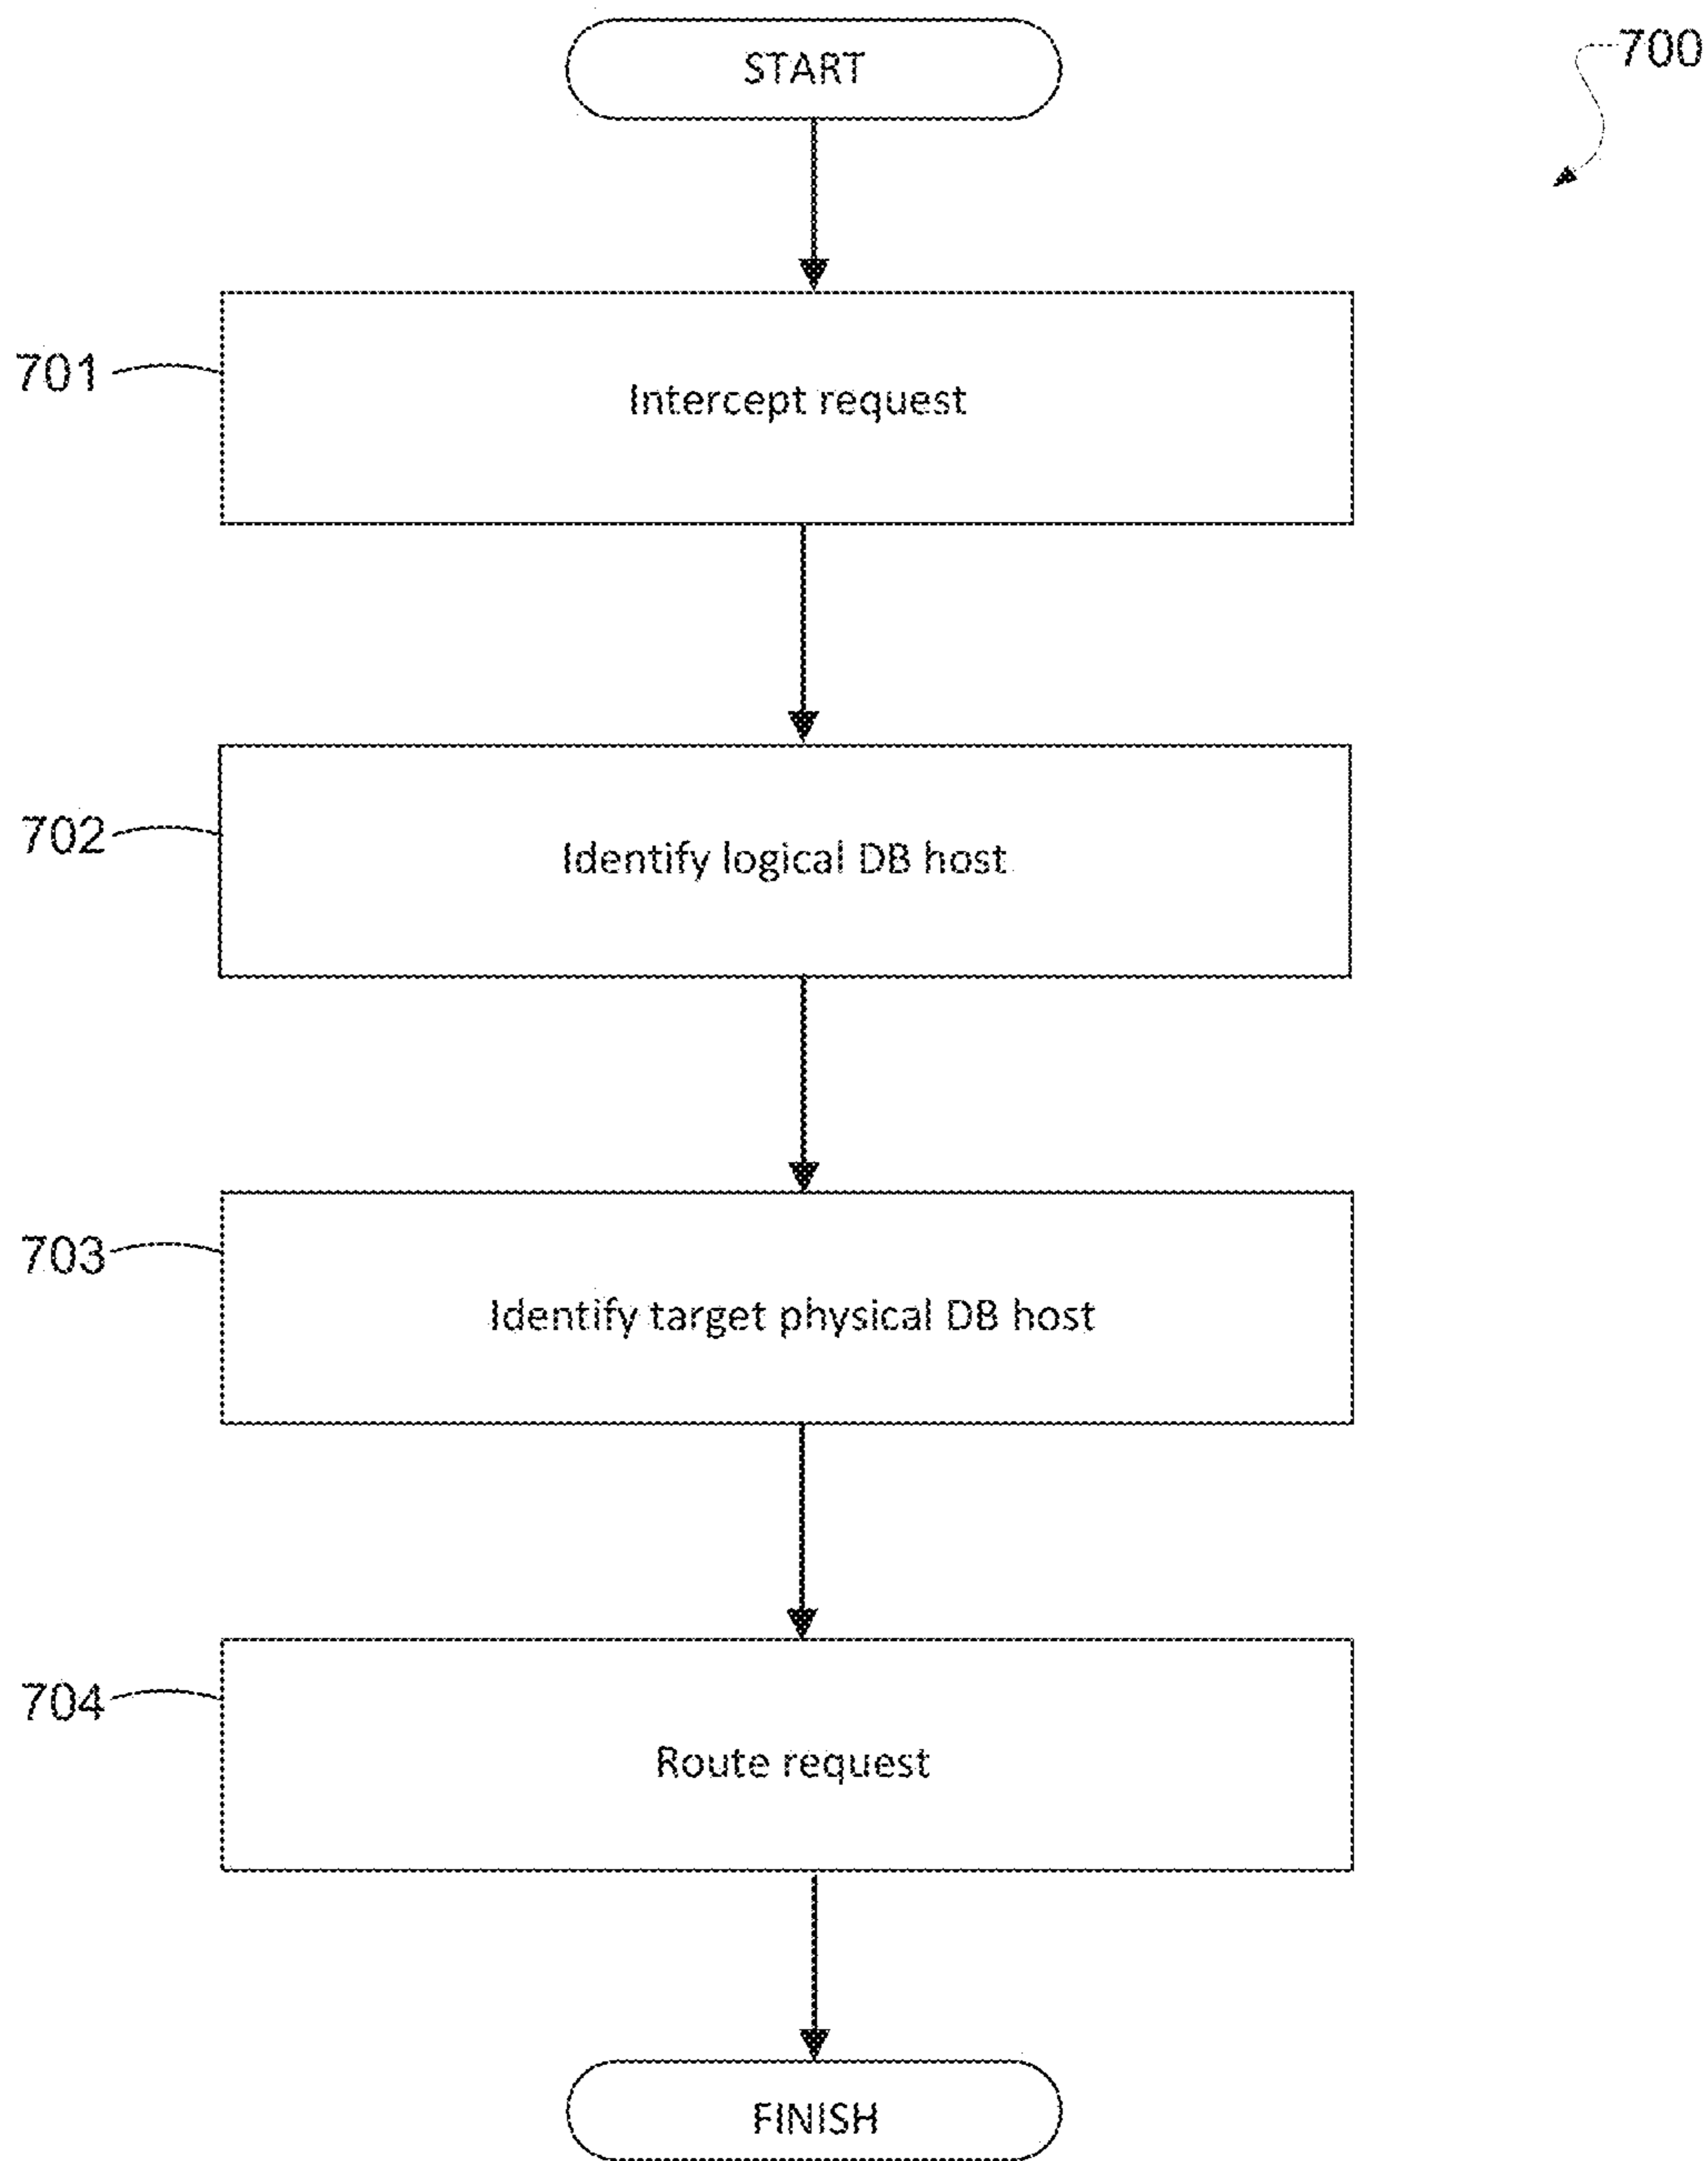 START
700
701
Intercept request
702
Identify logical DB host
703
Identify target physical DB host
704
Route request
FINISH